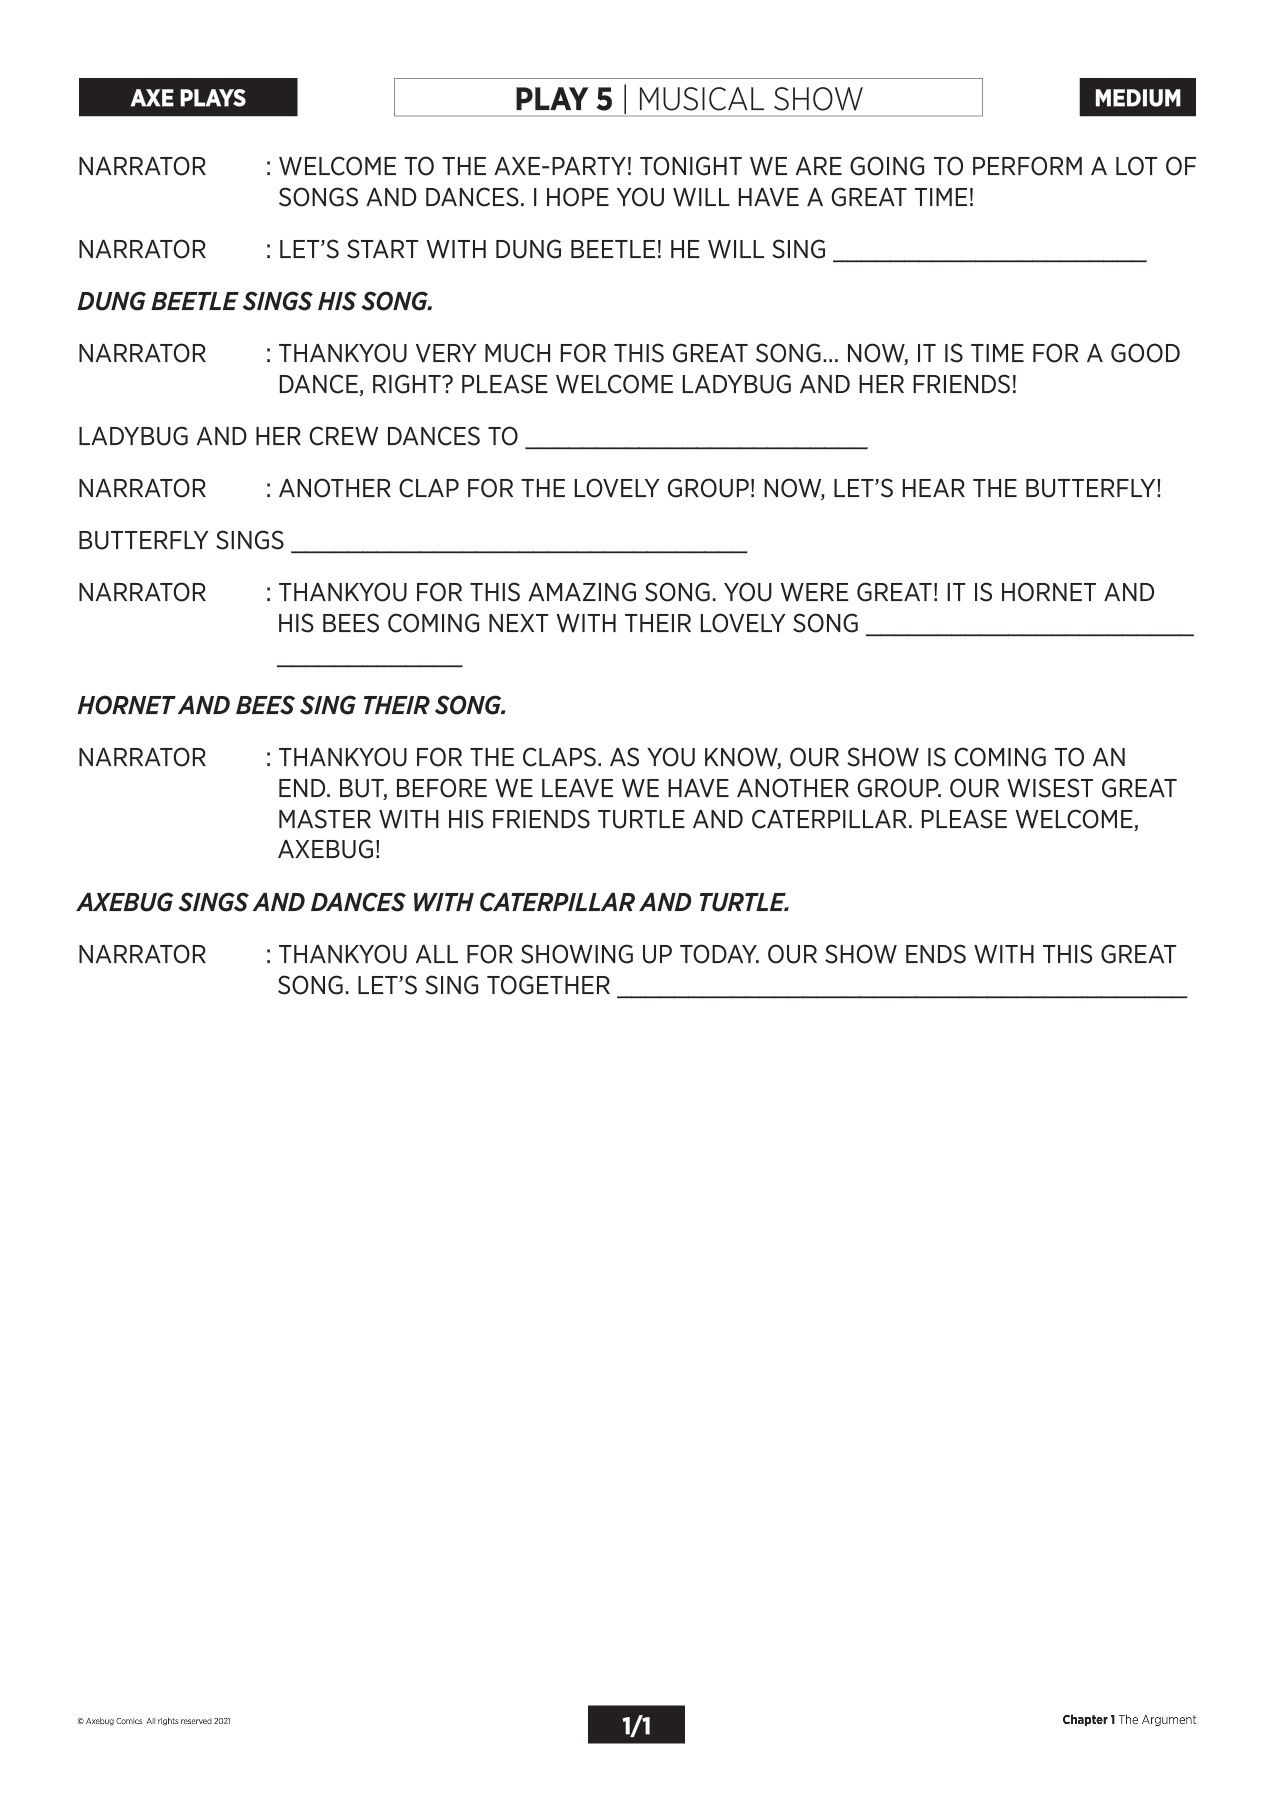 AXE PLAYS
PLAY 5 | MUSICAL SHOW
MEDIUM
NARRATOR : WELCOME TO THE AXE-PARTY! TONIGHT WE ARE GOING TO PERFORM A LOT OF
SONGS AND DANCES. I HOPE YOU WILL HAVE A GREAT TIME!
NARRATOR : LET’S START WITH DUNG BEETLE! HE WILL SING ______________________
DUNG BEETLE SINGS HIS SONG.
NARRATOR : THANKYOU VERY MUCH FOR THIS GREAT SONG... NOW, IT IS TIME FOR A GOOD
DANCE, RIGHT? PLEASE WELCOME LADYBUG AND HER FRIENDS!
LADYBUG AND HER CREW DANCES TO ________________________
NARRATOR : ANOTHER CLAP FOR THE LOVELY GROUP! NOW, LET’S HEAR THE BUTTERFLY!
BUTTERFLY SINGS ________________________________
NARRATOR : THANKYOU FOR THIS AMAZING SONG. YOU WERE GREAT! IT IS HORNET AND
HIS BEES COMING NEXT WITH THEIR LOVELY SONG _______________________
_____________
HORNET AND BEES SING THEIR SONG.
NARRATOR : THANKYOU FOR THE CLAPS. AS YOU KNOW, OUR SHOW IS COMING TO AN
END. BUT, BEFORE WE LEAVE WE HAVE ANOTHER GROUP. OUR WISEST GREAT
MASTER WITH HIS FRIENDS TURTLE AND CATERPILLAR. PLEASE WELCOME,
AXEBUG!
AXEBUG SINGS AND DANCES WITH CATERPILLAR AND TURTLE.
NARRATOR : THANKYOU ALL FOR SHOWING UP TODAY. OUR SHOW ENDS WITH THIS GREAT
SONG. LET’S SING TOGETHER ________________________________________
© Axebug Comics All rights reserved 2021
1/1
Chapter 1 The Argument